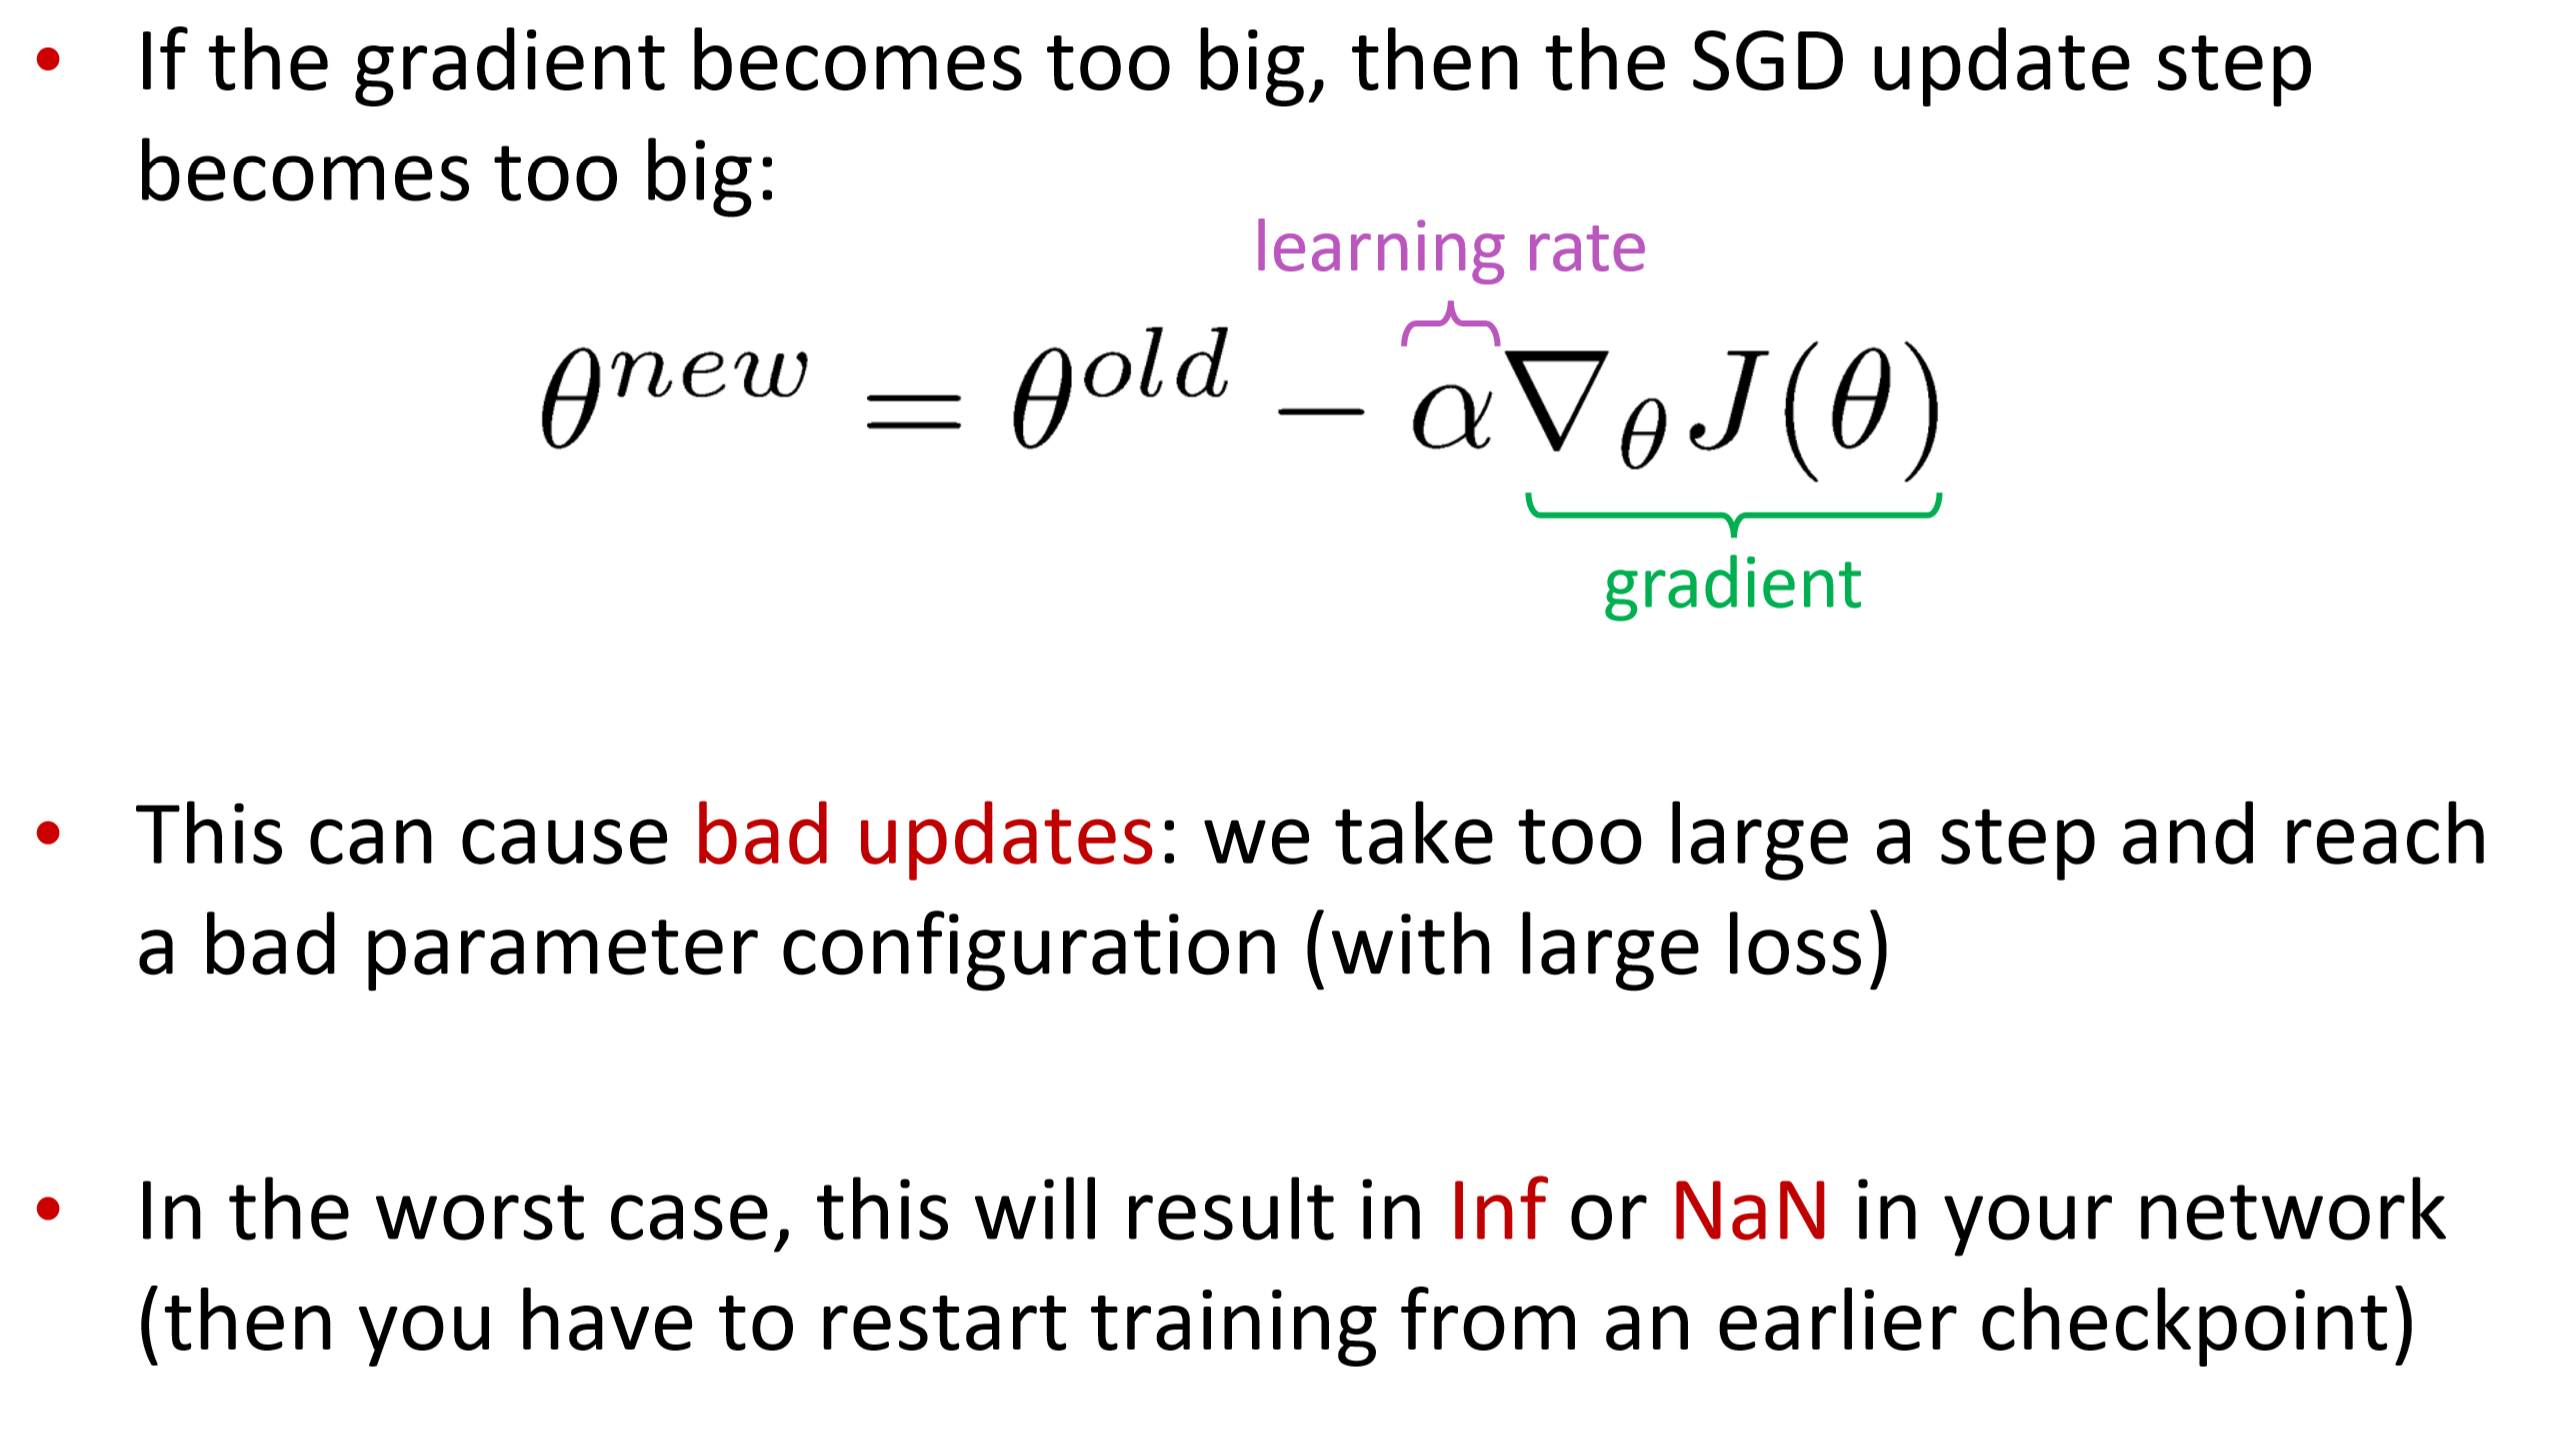 • If the gradient becomes too big, then the SGD update step
becomes too big:
learning rate
θ^{new} = θ^{old} − α∇_θ J(θ)
gradient
• This can cause bad updates: we take too large a step and reach
a bad parameter configuration (with large loss)
• In the worst case, this will result in Inf or NaN in your network
(then you have to restart training from an earlier checkpoint)